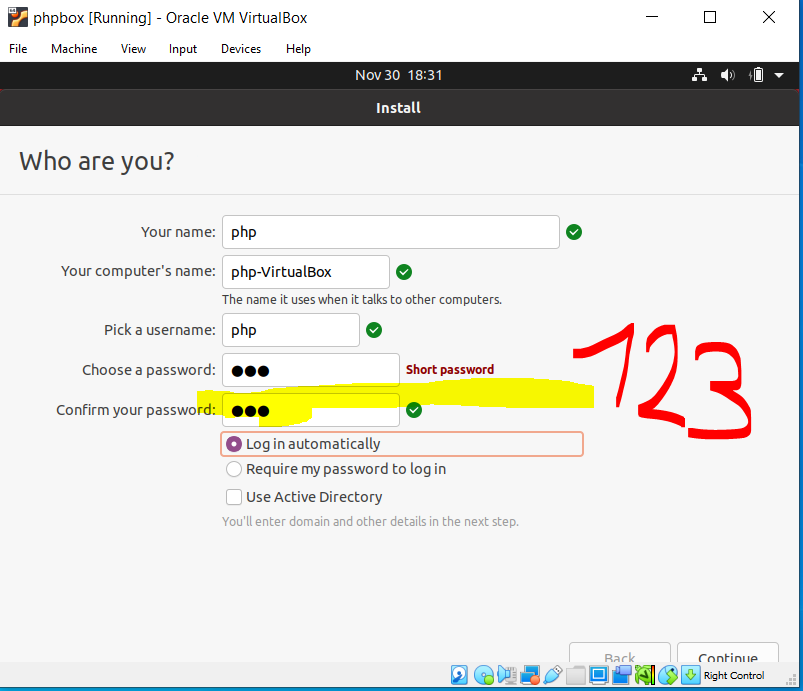 phpbox [Running] - Oracle VM VirtualBox
File Machine View Input Devices Help
Nov 30 18:31
Install
Who are you?
Your name: php
Your computer's name: php-VirtualBox
The name it uses when it talks to other computers.
Pick a username: php
Choose a password: ●●● Short password
Confirm your password: ●●●
123
Log in automatically
Require my password to log in
Use Active Directory
You'll enter domain and other details in the next step.
Back Continue
Right Control